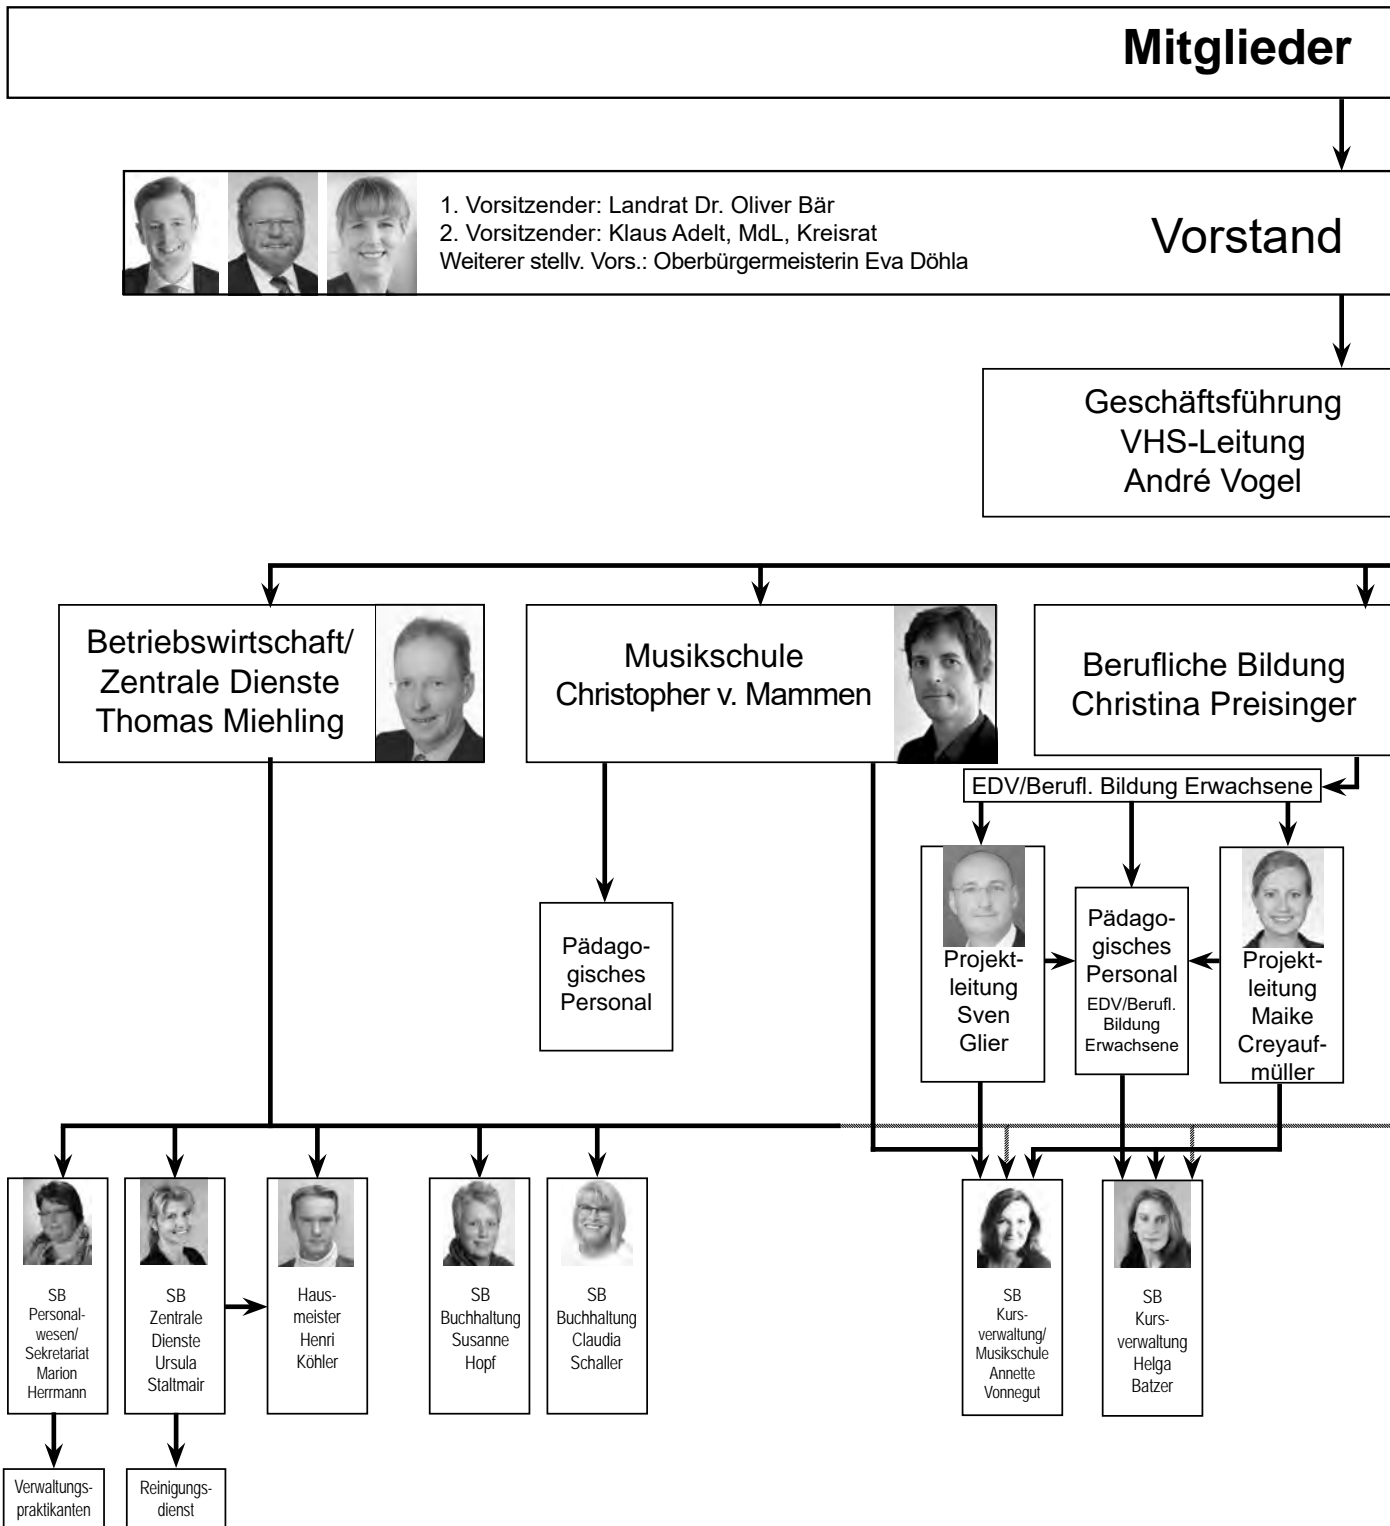 Mitglieder
1. Vorsitzender: Landrat Dr. Oliver Bär
2. Vorsitzender: Klaus Adelt, MdL, Kreisrat
Weiterer stellv. Vors.: Oberbürgermeisterin Eva Döhla
Vorstand
Geschäftsführung
VHS-Leitung
André Vogel
Betriebswirtschaft/
Zentrale Dienste
Thomas Miehling
Musikschule
Christopher v. Mammen
Berufliche Bildung
Christina Preisinger
EDV/Berufl. Bildung Erwachsene
Pädago-
gisches
Personal
Projekt-
leitung
Sven
Glier
Pädago-
gisches
Personal
EDV/Berufl.
Bildung
Erwachsene
Projekt-
leitung
Maike
Creyauf-
müller
SB
Personal-
wesen/
Sekretariat
Marion
Herrmann
SB
Zentrale
Dienste
Ursula
Staltmair
Haus-
meister
Henri
Köhler
SB
Buchhaltung
Susanne
Hopf
SB
Buchhaltung
Claudia
Schaller
SB
Kurs-
verwaltung/
Musikschule
Annette
Vonnegut
SB
Kurs-
verwaltung
Helga
Batzer
Verwaltungs-
praktikanten
Reinigungs-
dienst